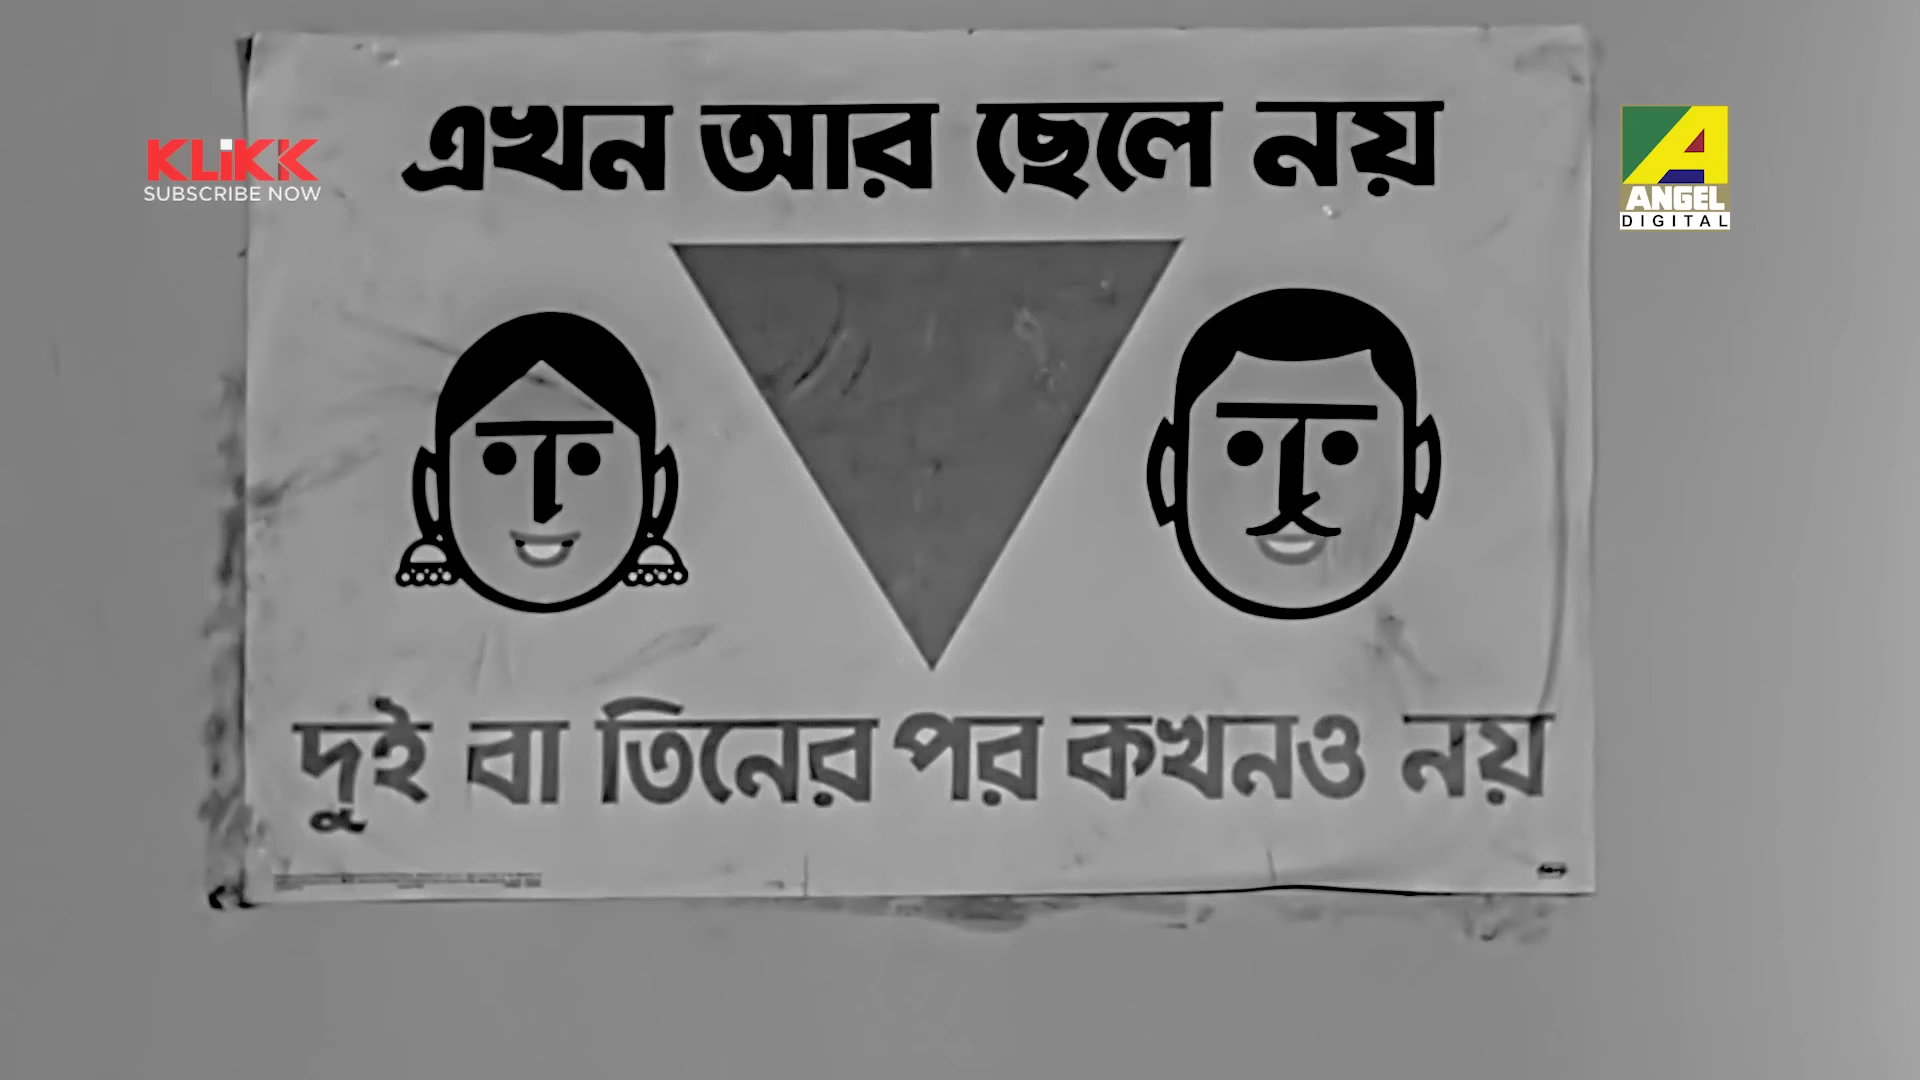 এখন আর ছেলে নয়
KLiKK
SUBSCRIBE NOW
A
ANGEL
DIGITAL
দুই বা তিনের পর কখনও নয়